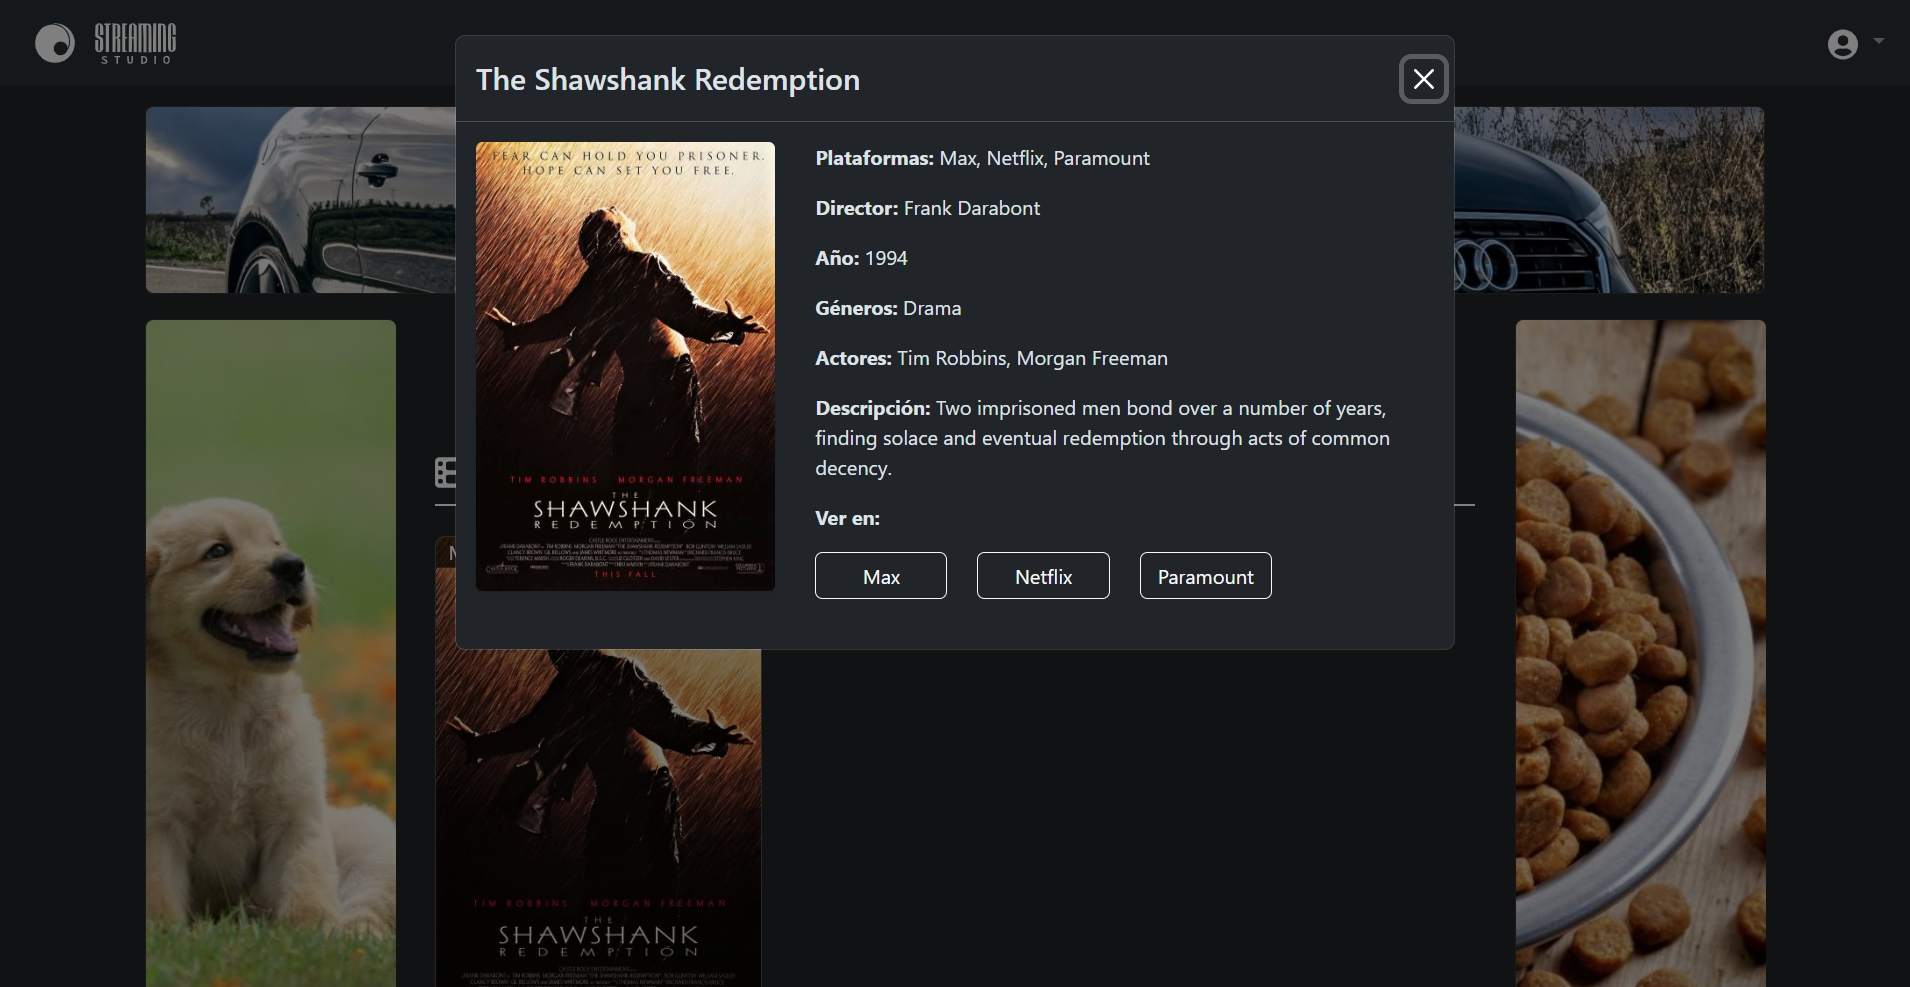 STREAMING
STUDIO
The Shawshank Redemption
FEAR CAN HOLD YOU PRISONER.
HOPE CAN SET YOU FREE.
TIM ROBBINS MORGAN FREEMAN
THE
SHAWSHANK
REDEMPTION
THIS FALL
Plataformas: Max, Netflix, Paramount
Director: Frank Darabont
Año: 1994
Géneros: Drama
Actores: Tim Robbins, Morgan Freeman
Descripción: Two imprisoned men bond over a number of years,
finding solace and eventual redemption through acts of common
decency.
Ver en:
Max
Netflix
Paramount
TIM ROBBINS MORGAN FREEMAN
THE
SHAWSHANK
REDEMPTION